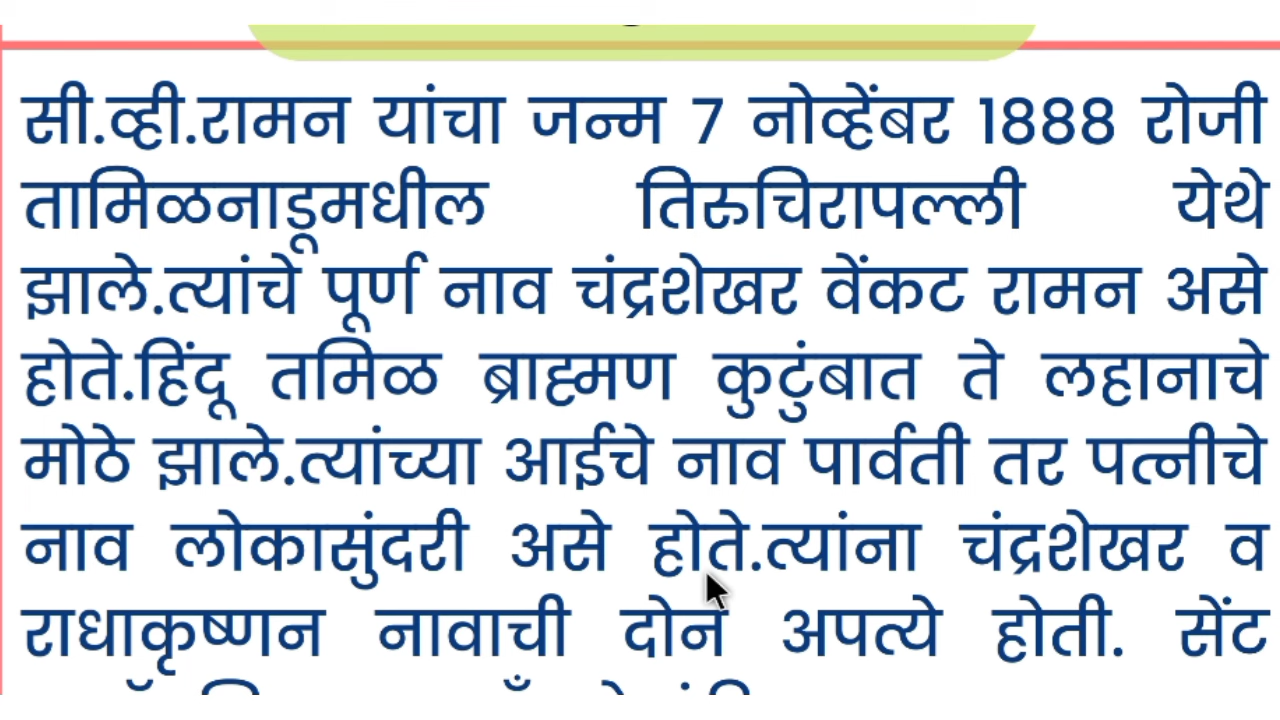 सी.व्ही.रामन यांचा जन्म 7 नोव्हेंबर 1888 रोजी
तामिळनाडूमधील तिरुचिरापल्ली येथे
झाले.त्यांचे पूर्ण नाव चंद्रशेखर वेंकट रामन असे
होते.हिंदू तमिळ ब्राह्मण कुटुंबात ते लहानाचे
मोठे झाले.त्यांच्या आईचे नाव पार्वती तर पत्नीचे
नाव लोकासुंदरी असे होते.त्यांना चंद्रशेखर व
राधाकृष्णन नावाची दोन अपत्ये होती. सेंट